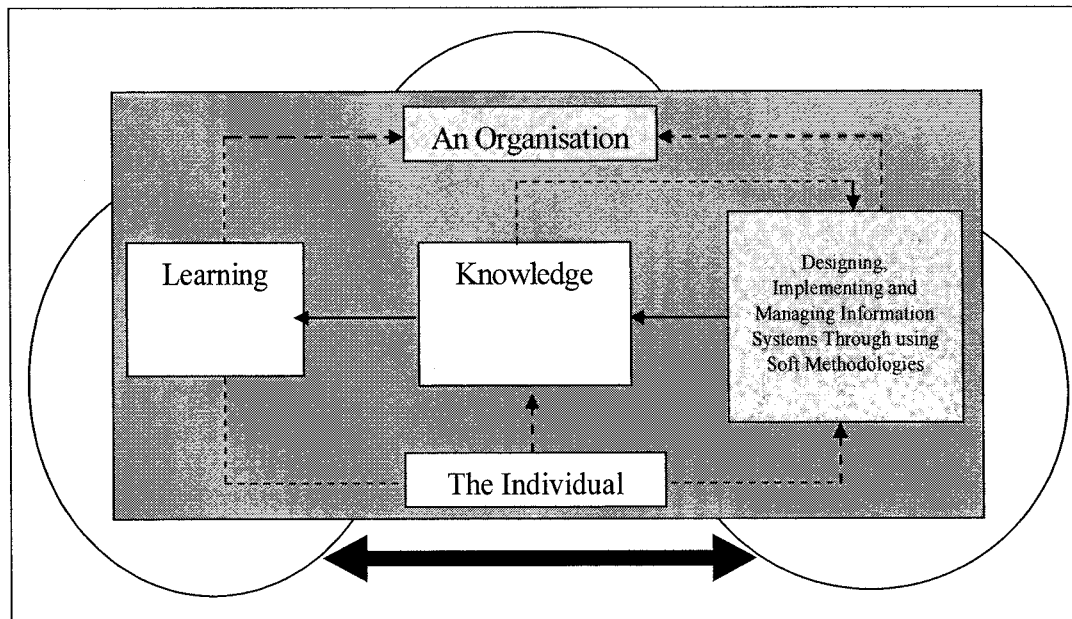 An Organisation
Learning
Knowledge
Designing,
Implementing and
Managing Information
Systems Through using
Soft Methodologies
The Individual